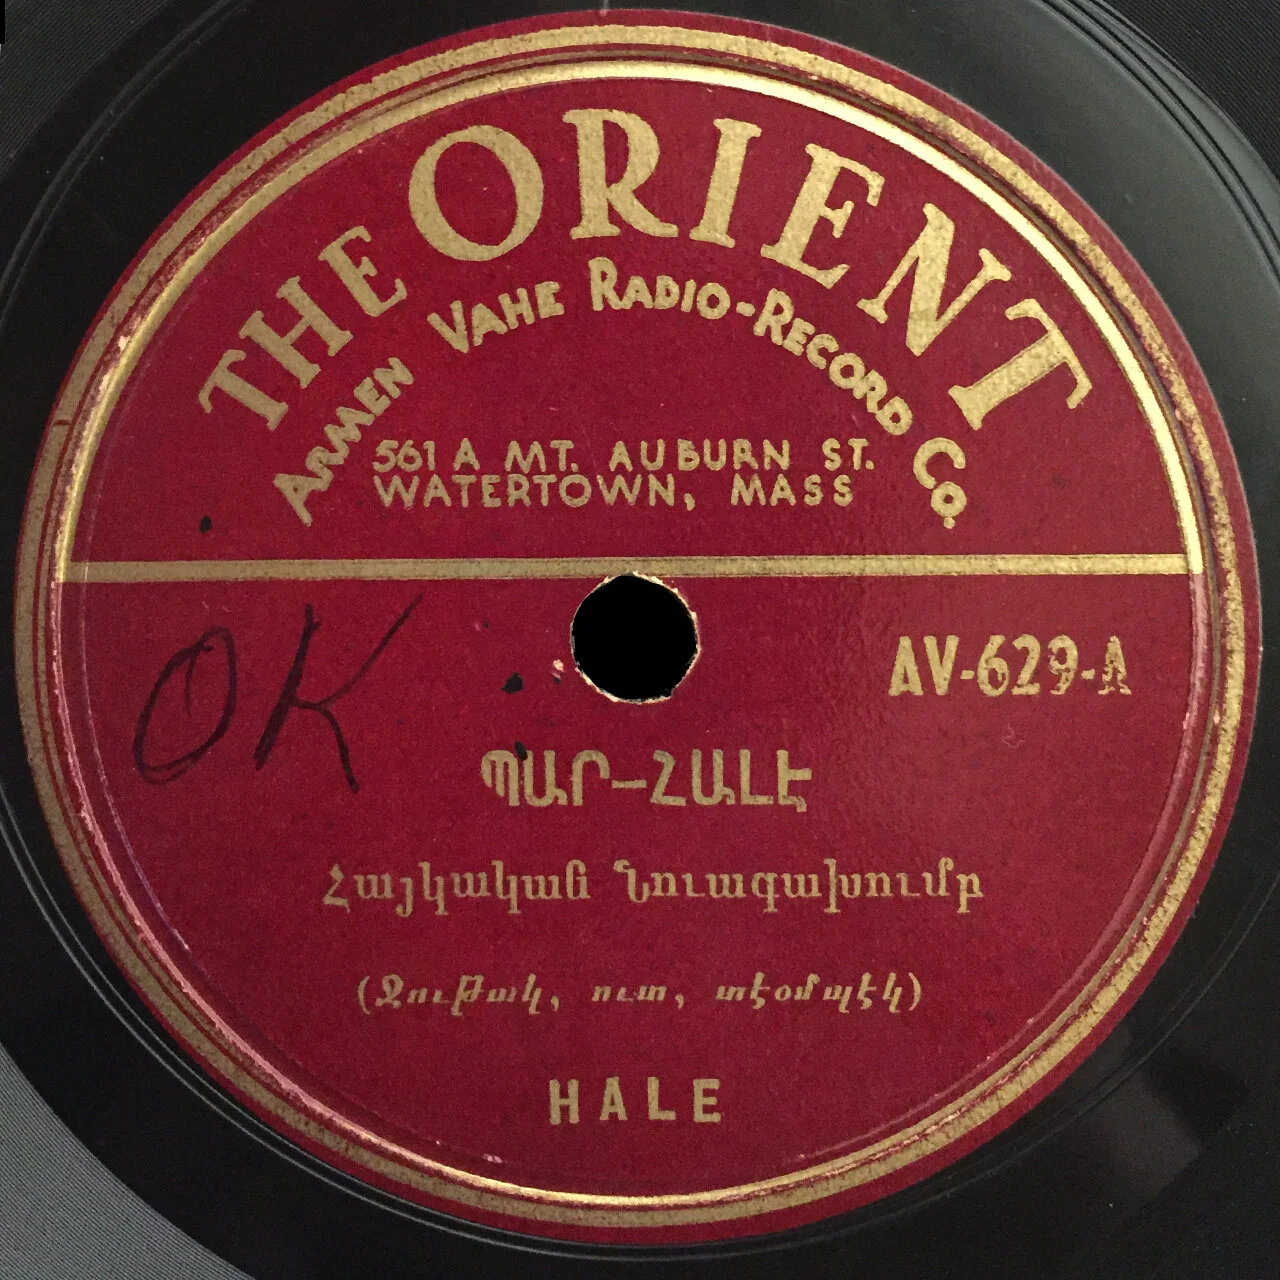 THE ORIENT
ARMEN VAHE RADIO-RECORD Co.
561 A MT. AUBURN ST.
WATERTOWN, MASS
OK
AV-629-A
ՊԱՐ—ՀԱԼԷ
Հայկական Նուագախումբ
(Ջութակ, ուտ, տէօմպէկ)
HALE